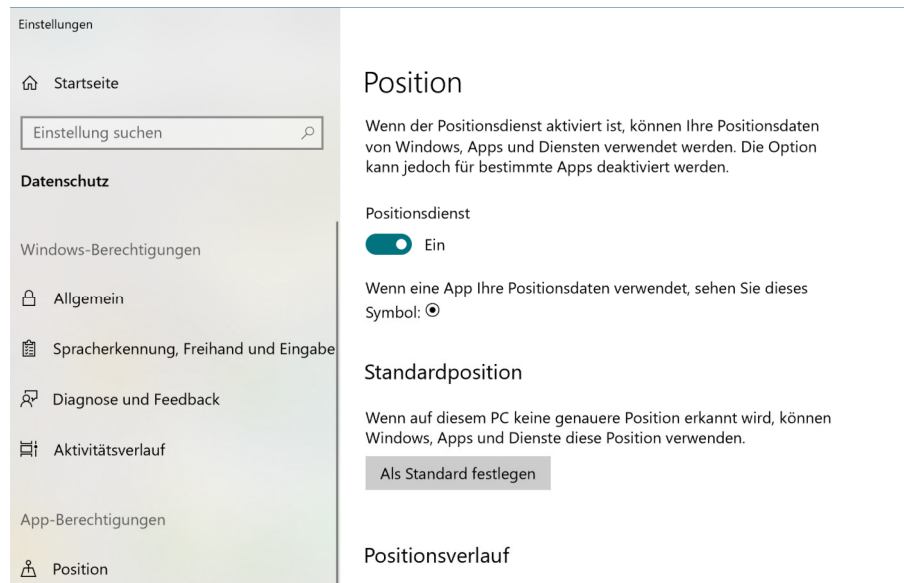 Einstellungen
Startseite
Einstellung suchen
Datenschutz
Windows-Berechtigungen
Allgemein
Spracherkennung, Freihand und Eingabe
Diagnose und Feedback
Aktivitätsverlauf
App-Berechtigungen
Position
Position
Wenn der Positionsdienst aktiviert ist, können Ihre Positionsdaten
von Windows, Apps und Diensten verwendet werden. Die Option
kann jedoch für bestimmte Apps deaktiviert werden.
Positionsdienst
Ein
Wenn eine App Ihre Positionsdaten verwendet, sehen Sie dieses
Symbol:
Standardposition
Wenn auf diesem PC keine genauere Position erkannt wird, können
Windows, Apps und Dienste diese Position verwenden.
Als Standard festlegen
Positionsverlauf